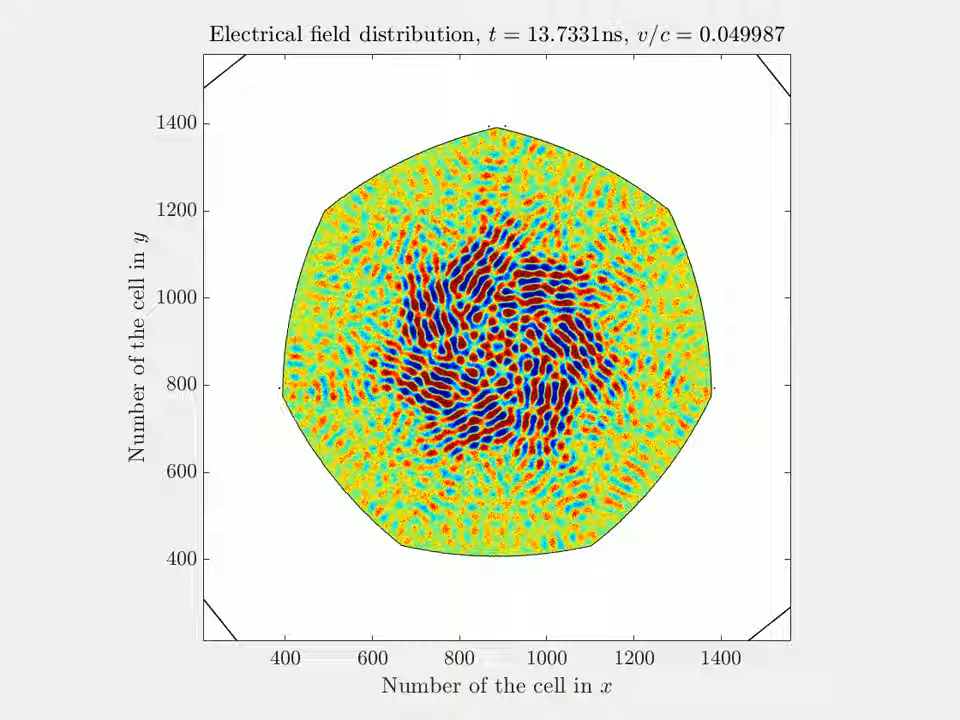 Electrical field distribution, t = 13.7331ns, v/c = 0.049987
Number of the cell in y
1400
1200
1000
800
600
400
400 600 800 1000 1200 1400
Number of the cell in x